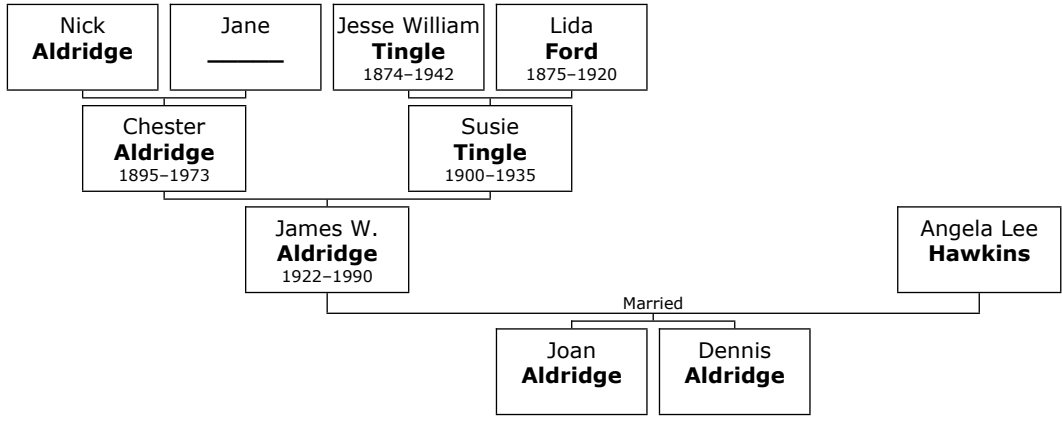 Nick
Aldridge
Jane
Jesse William
Tingle
1874–1942
Lida
Ford
1875–1920
Chester
Aldridge
1895–1973
Susie
Tingle
1900–1935
James W.
Aldridge
1922–1990
Angela Lee
Hawkins
Married
Joan
Aldridge
Dennis
Aldridge